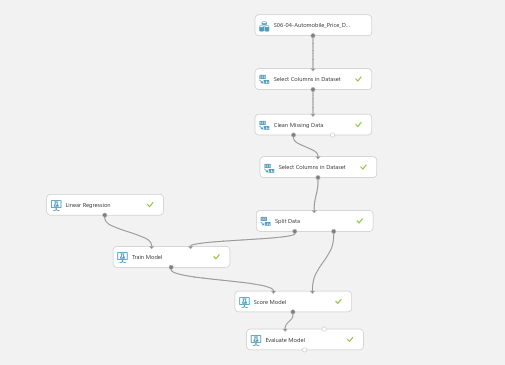 S06-04-Automobile_Price_D...
Select Columns in Dataset
Clean Missing Data
Select Columns in Dataset
Linear Regression
Split Data
Train Model
Score Model
Evaluate Model